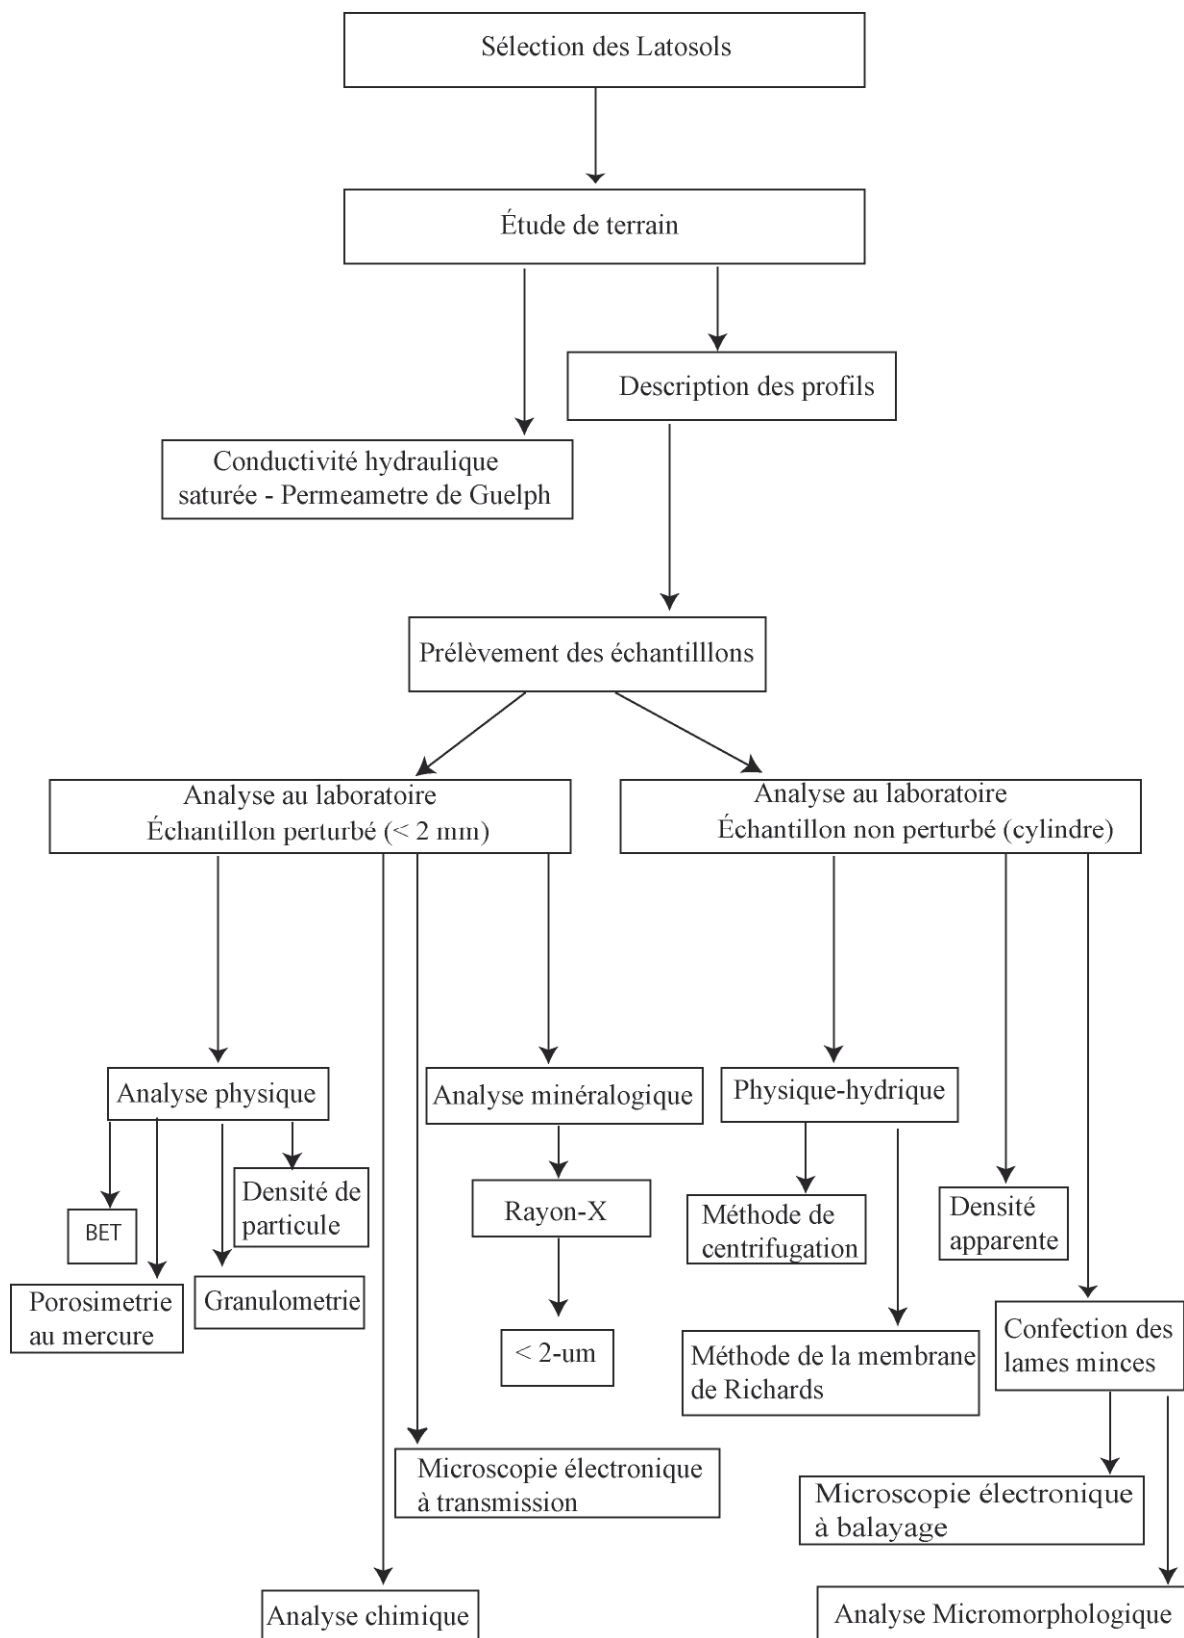 Sélection des Latosols
Étude de terrain
Description des profils
Conductivité hydraulique
saturée - Permeametre de Guelph
Prélèvement des échantilllons
Analyse au laboratoire
Échantillon perturbé (< 2 mm)
Analyse au laboratoire
Échantillon non perturbé (cylindre)
Analyse physique
Analyse minéralogique
Physique-hydrique
Densité de
particule
BET
Rayon-X
Méthode de
centrifugation
Densité
apparente
Porosimetrie
au mercure
Granulometrie
< 2-um
Méthode de la membrane
de Richards
Confection des
lames minces
Microscopie électronique
à transmission
Microscopie électronique
à balayage
Analyse chimique
Analyse Micromorphologique